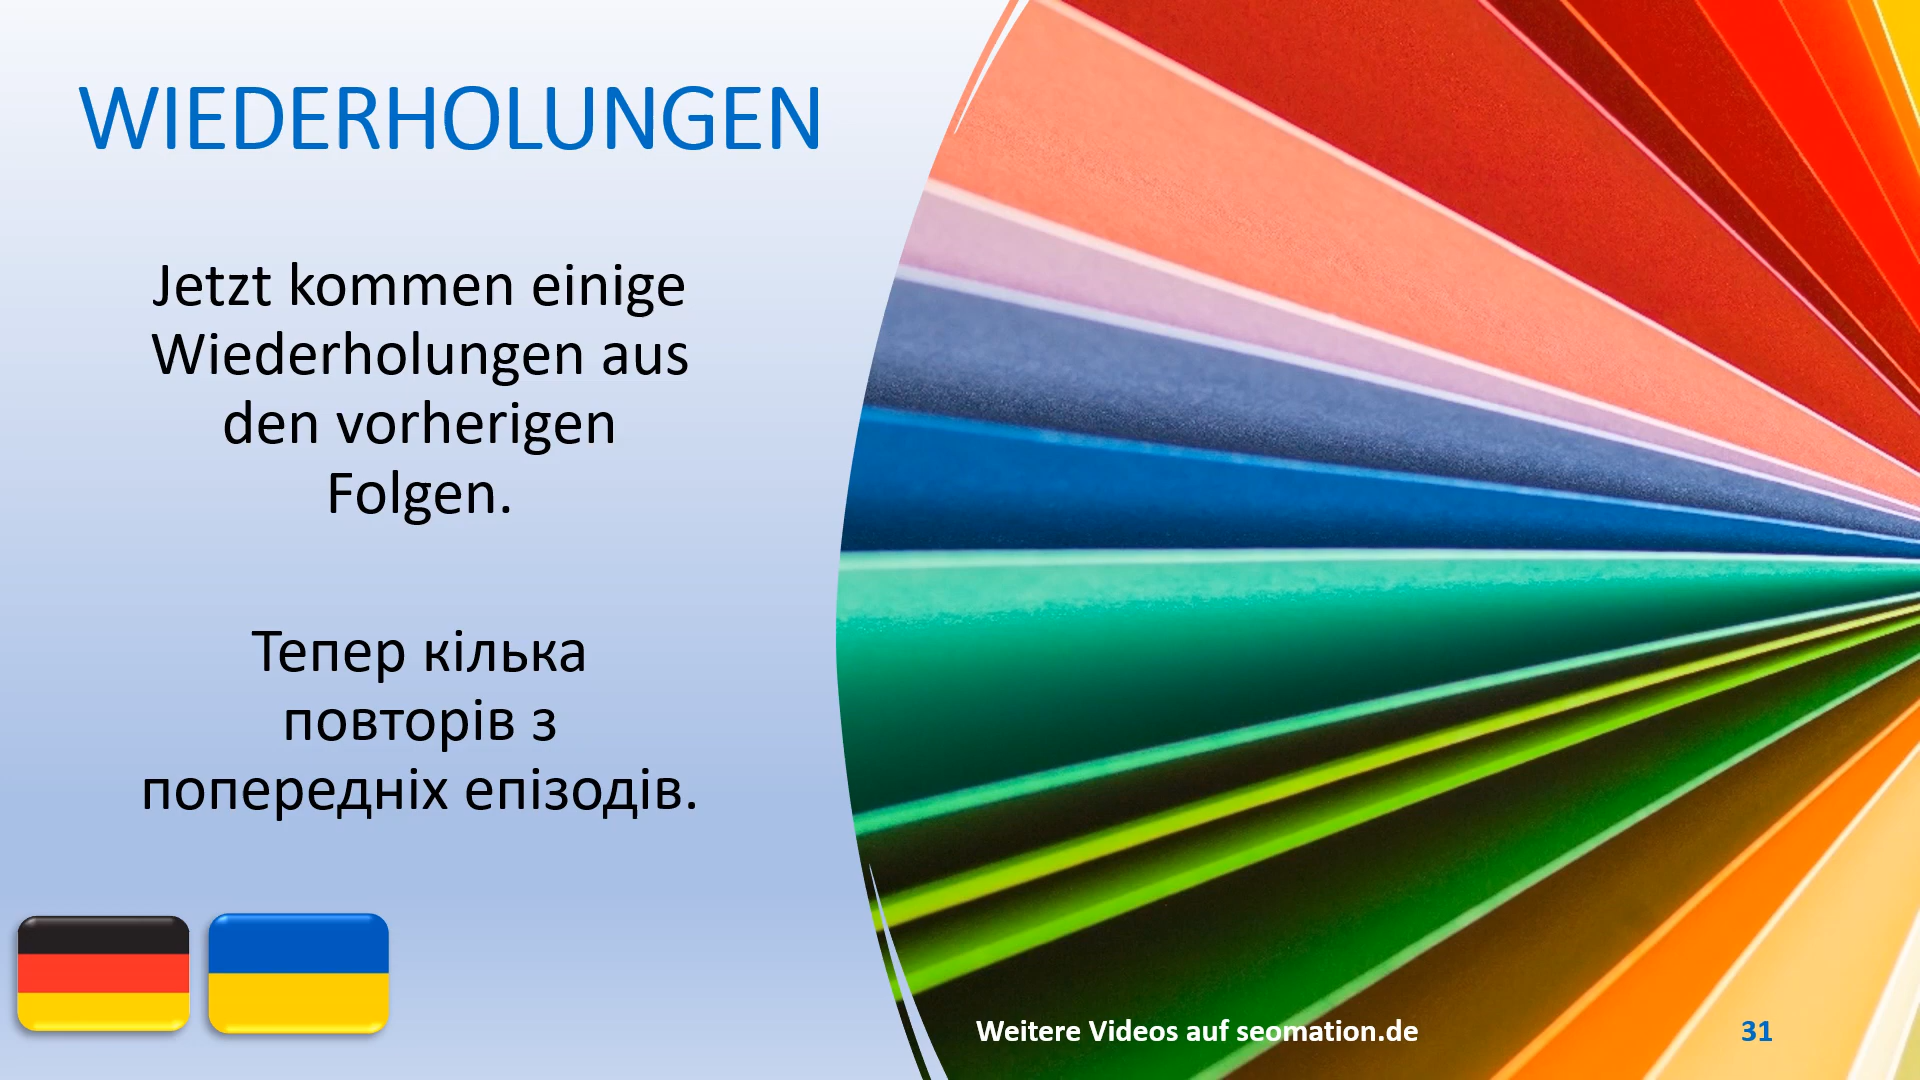 WIEDERHOLUNGEN
Jetzt kommen einige
Wiederholungen aus
den vorherigen
Folgen.
Тепер кілька
повторів з
попередніх епізодів.
Weitere Videos auf seomation.de
31